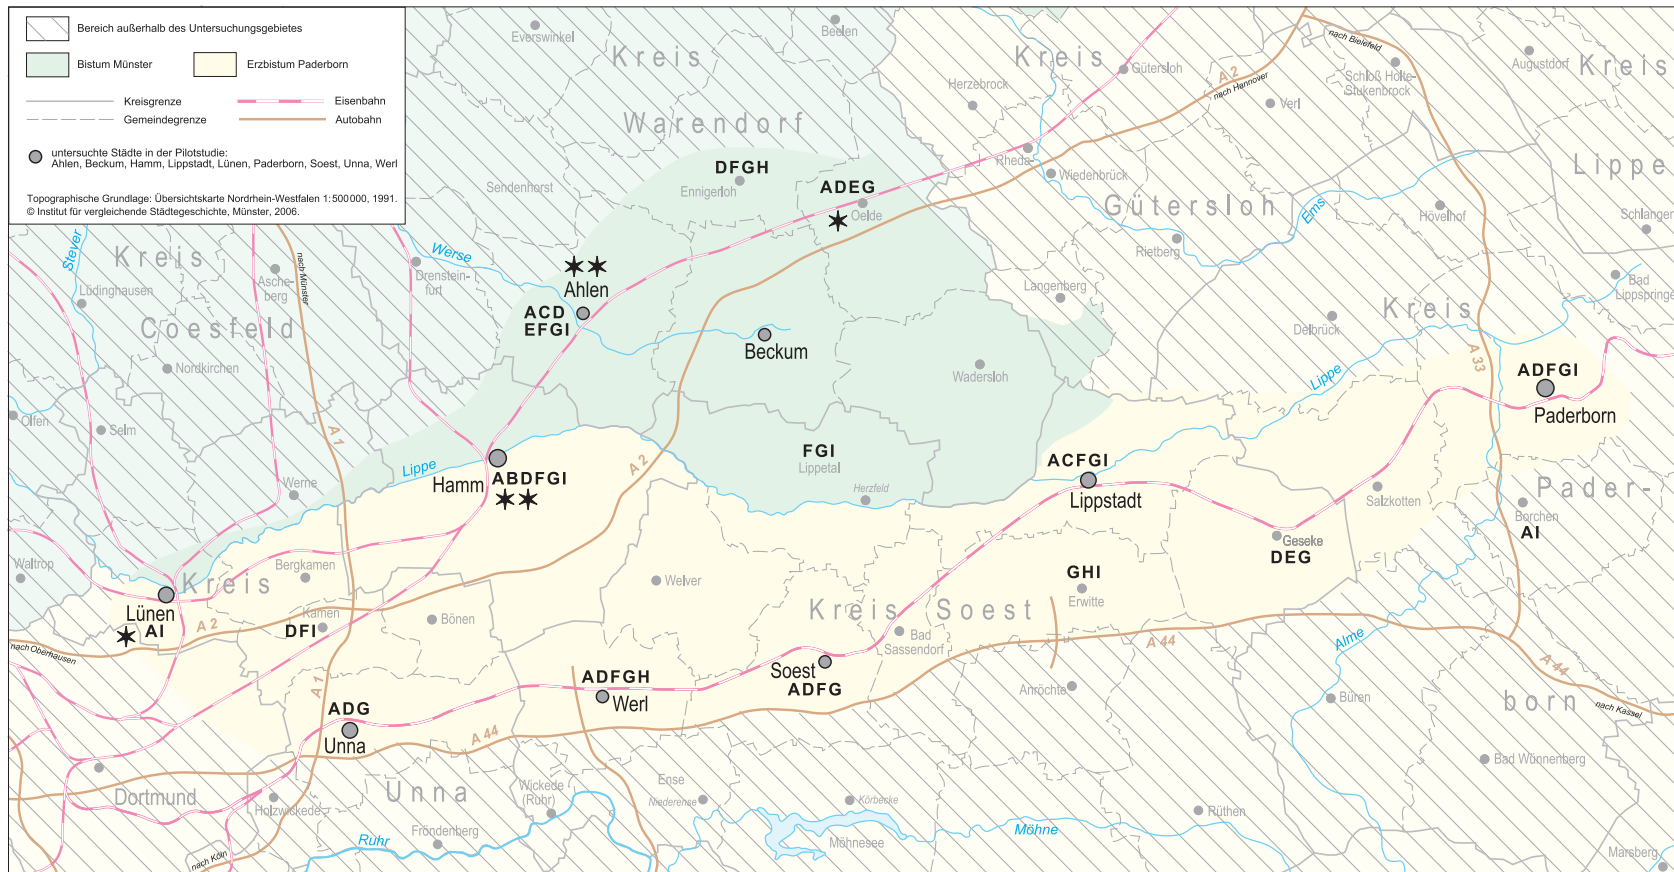 Bereich außerhalb des Untersuchungsgebietes
Bistum Münster
Erzbistum Paderborn
Kreisgrenze
Eisenbahn
Gemeindegrenze
Autobahn
untersuchte Städte in der Pilotstudie:
Ahlen, Beckum, Hamm, Lippstadt, Lünen, Paderborn, Soest, Unna, Werl
Topographische Grundlage: Übersichtskarte Nordrhein-Westfalen 1:500000, 1991.
© Institut für vergleichende Städtegeschichte, Münster, 2006.
Everswinkel
Beelen
Kreis
Warendorf
Kreis
Gütersloh
Herzebrock
A 2
nach Hannover
nach Bielefeld
Schloß Holte-
Stukenbrock
Verl
Augustdorf
Kreis
Lippe
Schlangen
Sendenhorst
DFGH
Ennigerloh
ADEG
Oelde
Rheda-
Wiedenbrück
Gütersloh
Ems
Hövelhof
Rietberg
Stever
Kreis
Coesfeld
Lüdinghausen
Asche-
berg
nach Münster
Drenstein-
furt
Werse
Ahlen
ACD
EFGI
Beckum
Langenberg
Delbrück
Kreis
Bad
Lippspringe
Nordkirchen
Wadersloh
Lippe
A 33
ADFGI
Paderborn
Olfen
Selm
A 1
Lippe
Hamm
ABDFGI
A 2
FGI
Lippetal
Herzfeld
ACFGI
Lippstadt
Salzkotten
Pader-
Borchen
AI
Werne
Geseke
DEG
Waltrop
Kreis
Bergkamen
Lünen
AI
A 2
nach Oberhausen
Kamen
DFI
Bönen
Welver
Kreis Soest
GHI
Erwitte
Bad
Sassendorf
A 44
Alme
A 44
nach Kassel
Soest
ADFG
ADFGH
Werl
Anröchte
Büren
born
A 1
ADG
Unna
A 44
Bad Wünnenberg
Dortmund
Holzwickede
Unna
Wickede
(Ruhr)
Ense
Niederense
Körbecke
Möhnesee
Möhne
Rüthen
Fröndenberg
Ruhr
nach Köln
Marsberg